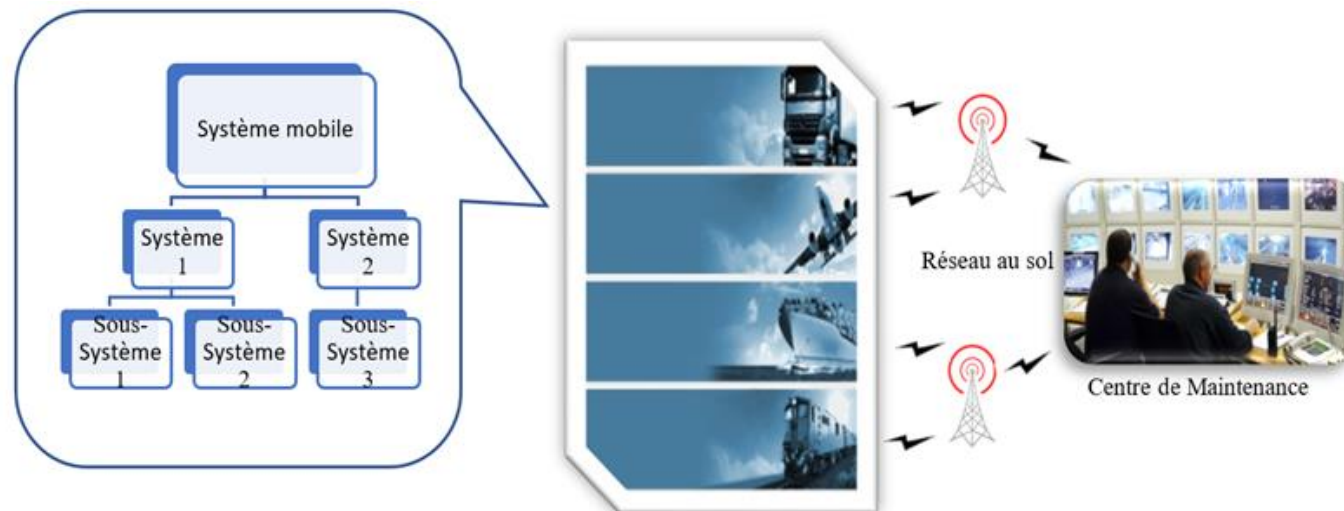 Système mobile
Système
1
Système
2
Sous-
Système
1
Sous-
Système
2
Sous-
Système
3
Réseau au sol
Centre de Maintenance